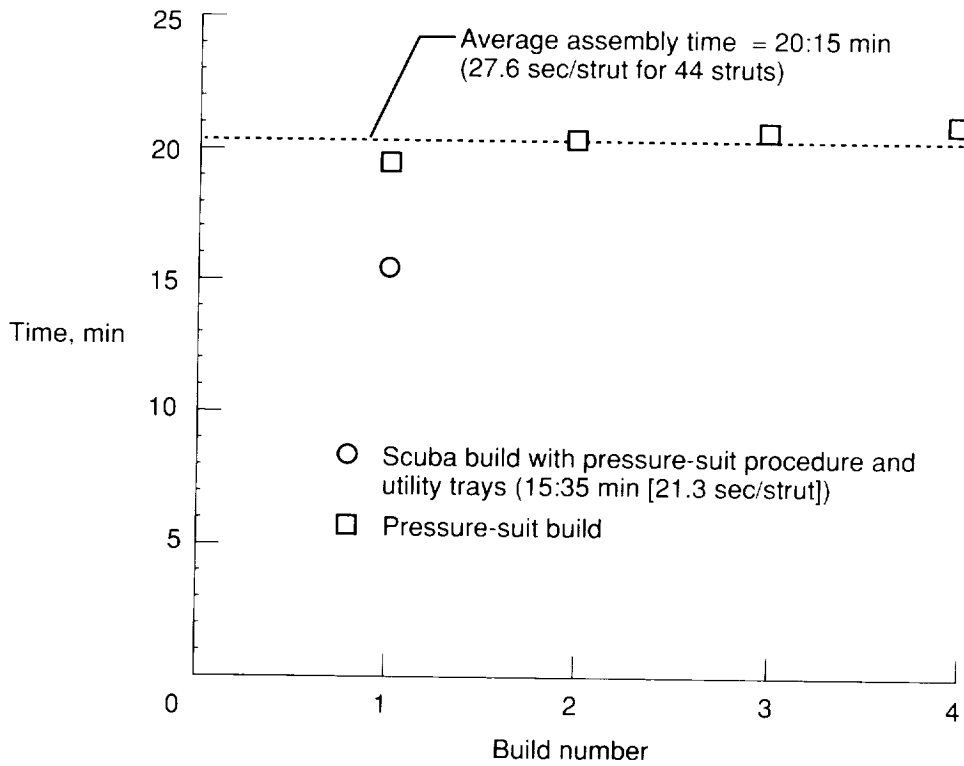 25
Average assembly time = 20:15 min
(27.6 sec/strut for 44 struts)
20
15
Time, min
10
Scuba build with pressure-suit procedure and
utility trays (15:35 min [21.3 sec/strut])
Pressure-suit build
5
0
1
2
3
4
Build number